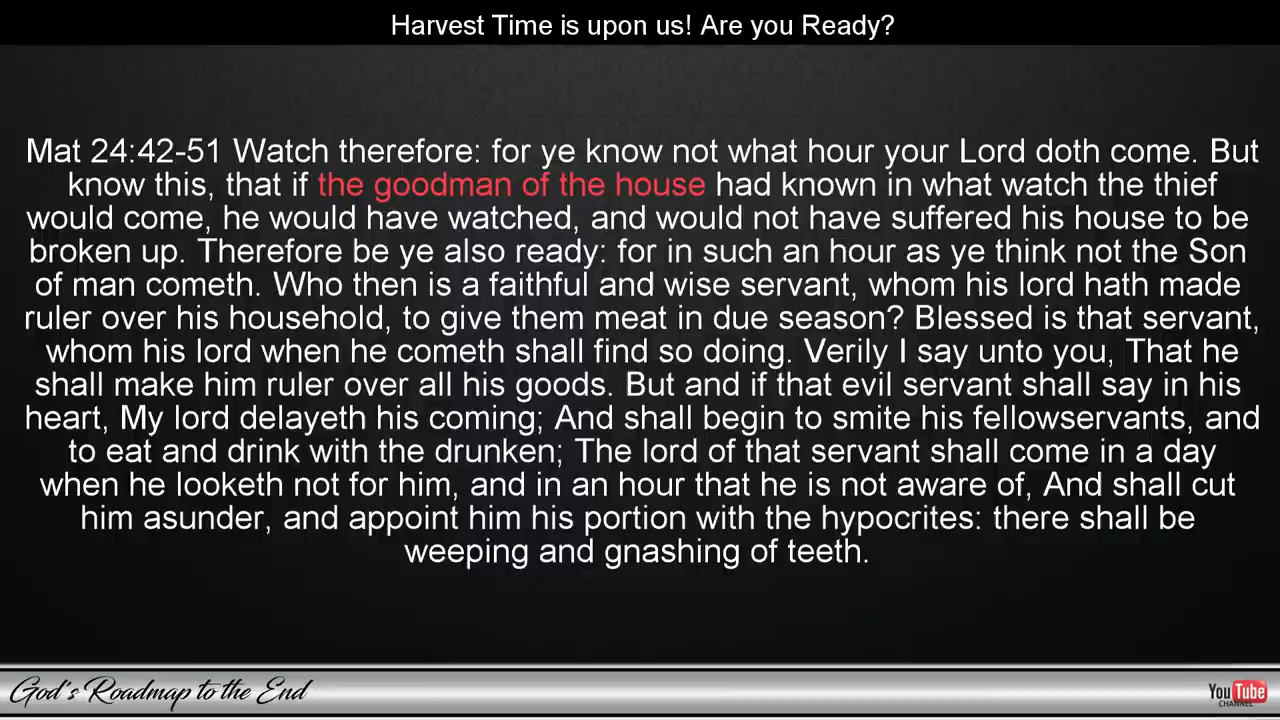 Harvest Time is upon us! Are you Ready?
Mat 24:42-51 Watch therefore: for ye know not what hour your Lord doth come. But
know this, that if the goodman of the house had known in what watch the thief
would come, he would have watched, and would not have suffered his house to be
broken up. Therefore be ye also ready: for in such an hour as ye think not the Son
of man cometh. Who then is a faithful and wise servant, whom his lord hath made
ruler over his household, to give them meat in due season? Blessed is that servant,
whom his lord when he cometh shall find so doing. Verily I say unto you, That he
shall make him ruler over all his goods. But and if that evil servant shall say in his
heart, My lord delayeth his coming; And shall begin to smite his fellowservants, and
to eat and drink with the drunken; The lord of that servant shall come in a day
when he looketh not for him, and in an hour that he is not aware of, And shall cut
him asunder, and appoint him his portion with the hypocrites: there shall be
weeping and gnashing of teeth.
God's Roadmap to the End
YouTube
CHANNEL